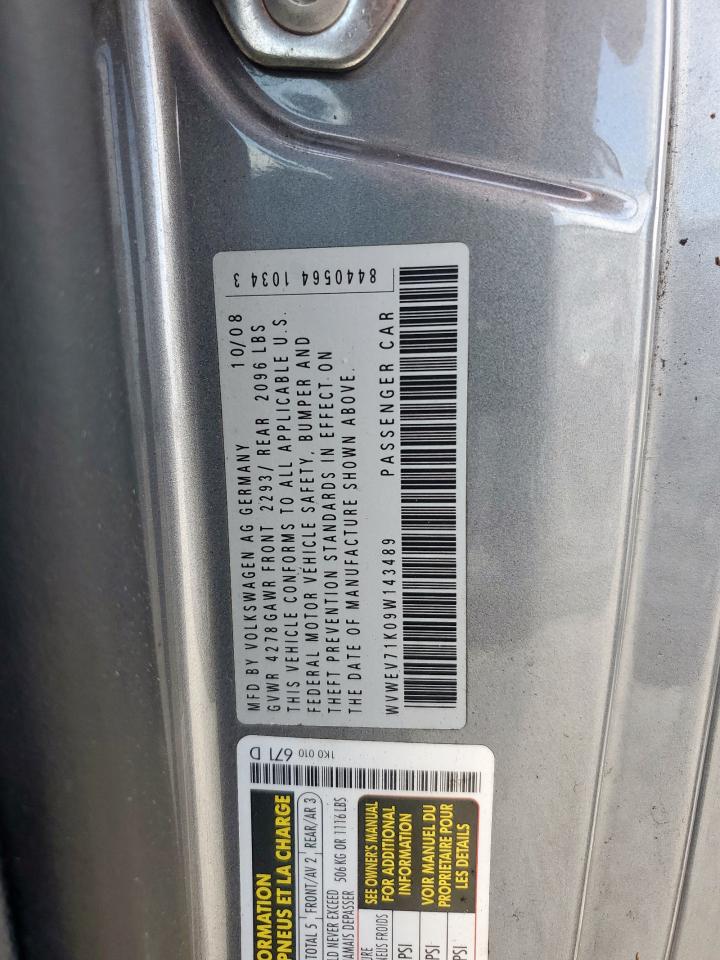 MFD BY VOLKSWAGEN AG GERMANY 10/08
GVWR 4278 GAWR FRONT 2293/ REAR 2096 LBS
THIS VEHICLE CONFORMS TO ALL APPLICABLE U.S.
FEDERAL MOTOR VEHICLE SAFETY, BUMPER AND
THEFT PREVENTION STANDARDS IN EFFECT ON
THE DATE OF MANUFACTURE SHOWN ABOVE.
WVWEV71K09W143489 PASSENGER CAR
8440564 1034 3
1K0 010 671 D
ORMATION
PNEUS ET LA CHARGE
TOTAL 5 FRONT/AV 2 REAR/AR 3
LD NEVER EXCEED 506 KG OR 1116 LBS
JAMAIS DEPASSER
SEE OWNER'S MANUAL
FOR ADDITIONAL
INFORMATION
VOIR MANUEL DU
PROPRIETAIRE POUR
LES DETAILS
NEUS FROIDS
PSI
PSI
PSI